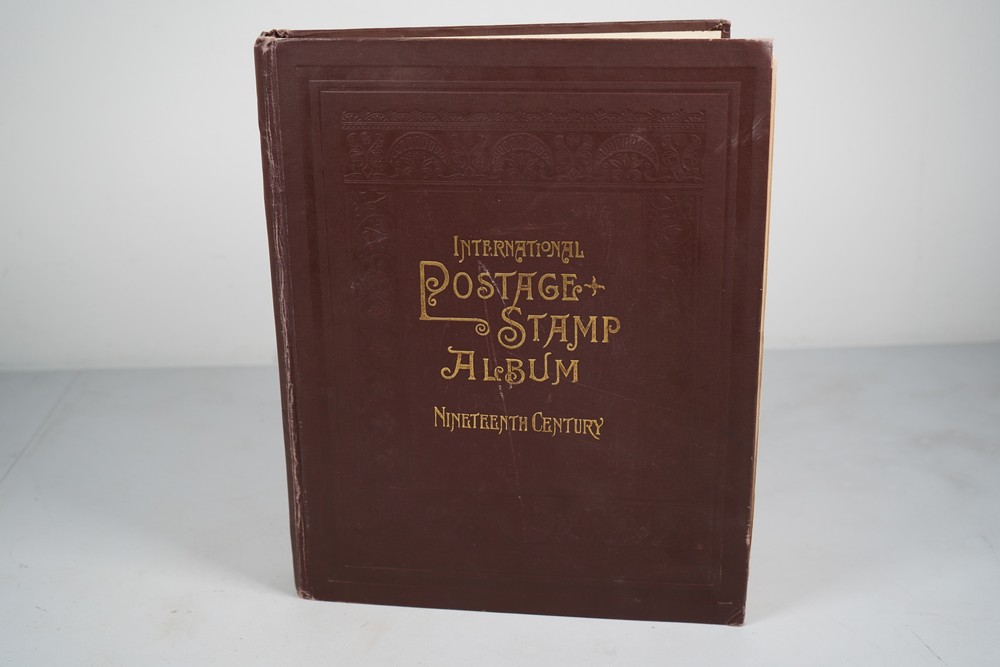 International
Postage
Stamp
Album
Nineteenth Century